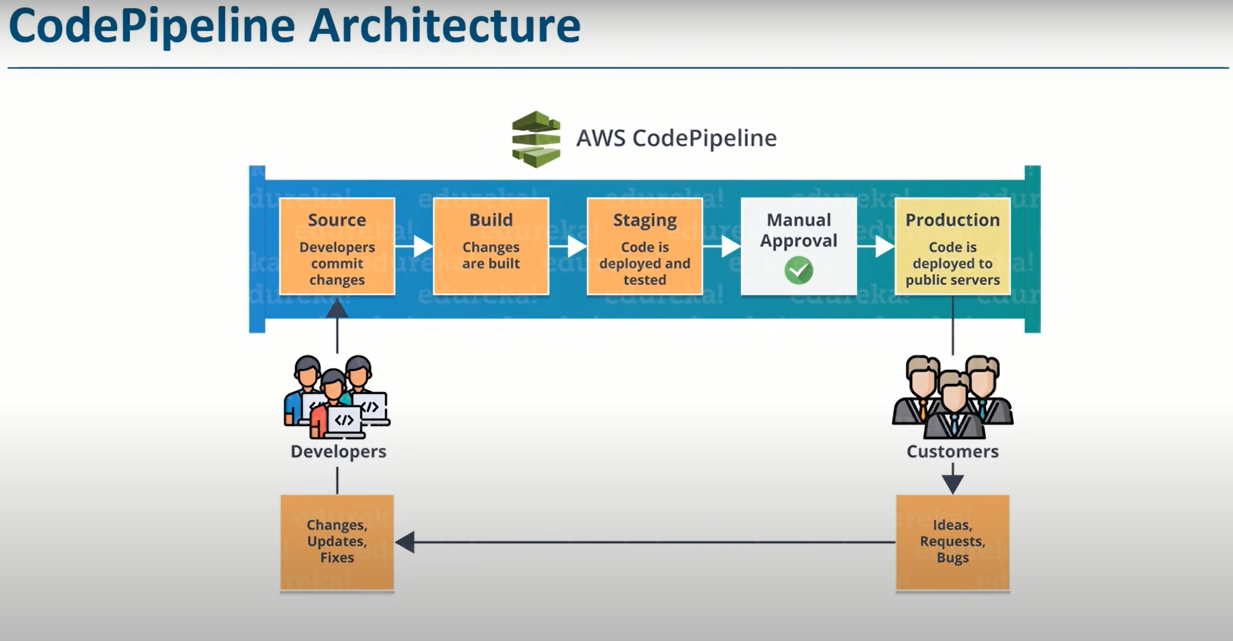 CodePipeline Architecture
AWS CodePipeline
Source
Developers
commit
changes
Build
Changes
are built
Staging
Code is
deployed and
tested
Manual
Approval
Production
Code is
deployed to
public servers
Developers
Customers
Changes,
Updates,
Fixes
Ideas,
Requests,
Bugs
edureka!